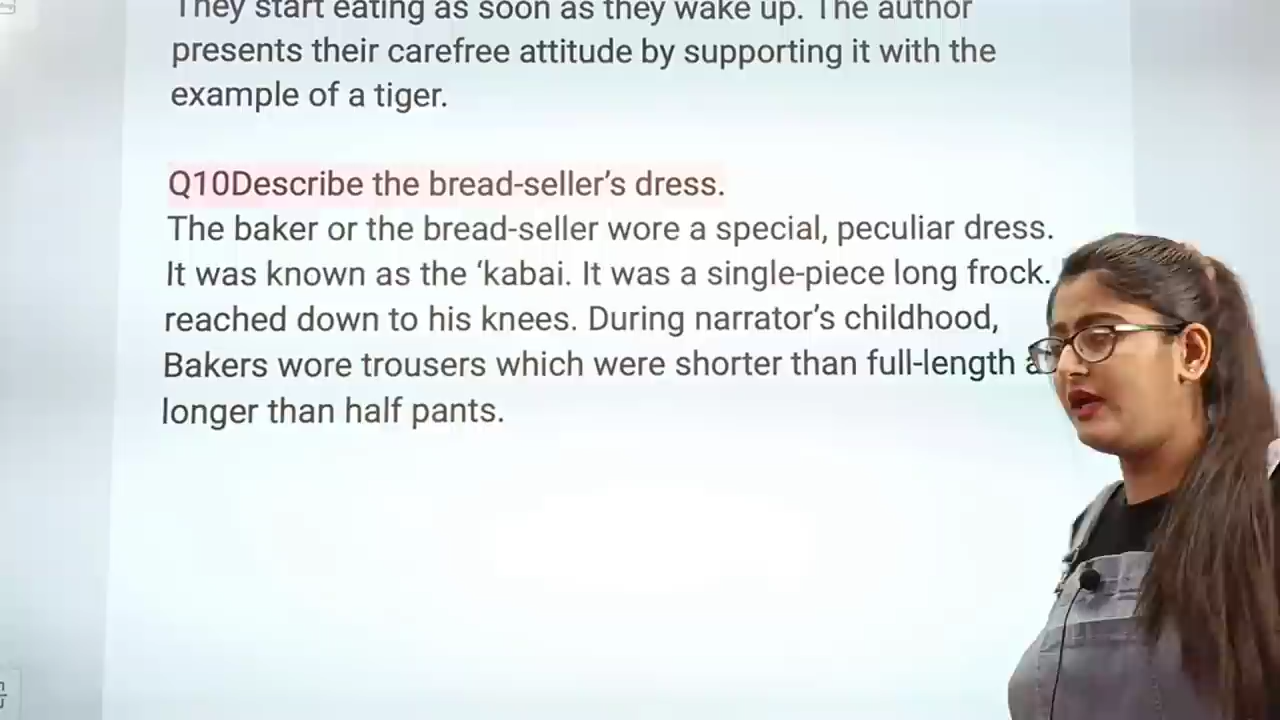 They start eating as soon as they wake up. The author
presents their carefree attitude by supporting it with the
example of a tiger.
Q10Describe the bread-seller’s dress.
The baker or the bread-seller wore a special, peculiar dress.
It was known as the ‘kabai. It was a single-piece long frock.
reached down to his knees. During narrator’s childhood,
Bakers wore trousers which were shorter than full-length
longer than half pants.